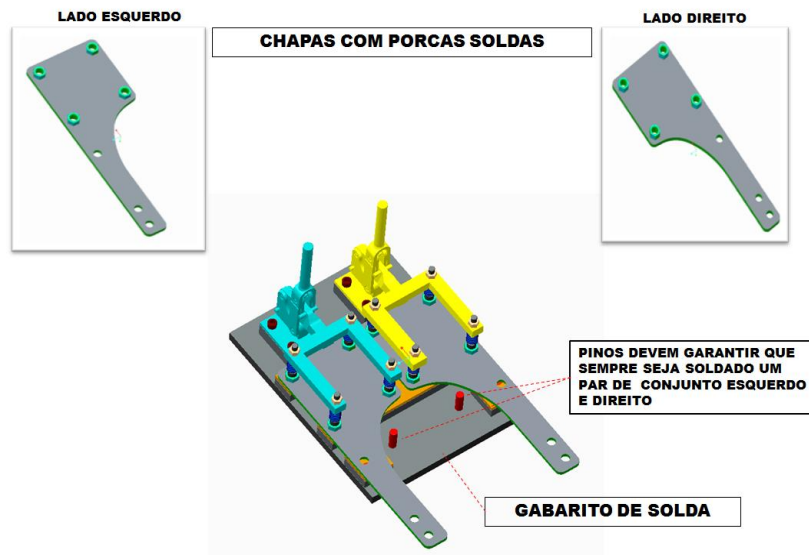 LADO ESQUERDO
CHAPAS COM PORCAS SOLDAS
LADO DIREITO
PINOS DEVEM GARANTIR QUE
SEMPRE SEJA SOLDADO UM
PAR DE CONJUNTO ESQUERDO
E DIREITO
GABARITO DE SOLDA